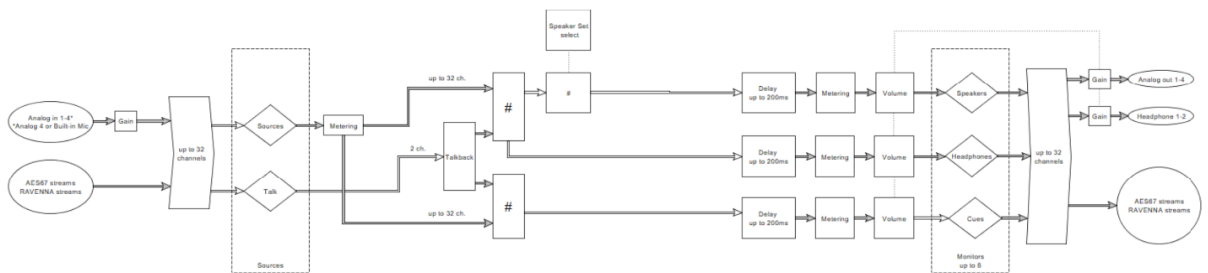 Speaker Set
select
up to 32 ch.
Analog in 1-4*
*Analog 4 or Built-in Mic
Gain
up to 32
channels
Sources
Metering
#
#
Delay
up to 200ms
Metering
Volume
Speakers
Gain
Analog out 1-4
Gain
Headphone 1-2
2 ch.
Talkback
Delay
up to 200ms
Metering
Volume
Headphones
up to 32
channels
AES67 streams
RAVENNA streams
Talk
up to 32 ch.
#
Delay
up to 200ms
Metering
Volume
Cues
AES67 streams
RAVENNA streams
Sources
Monitors
up to 8